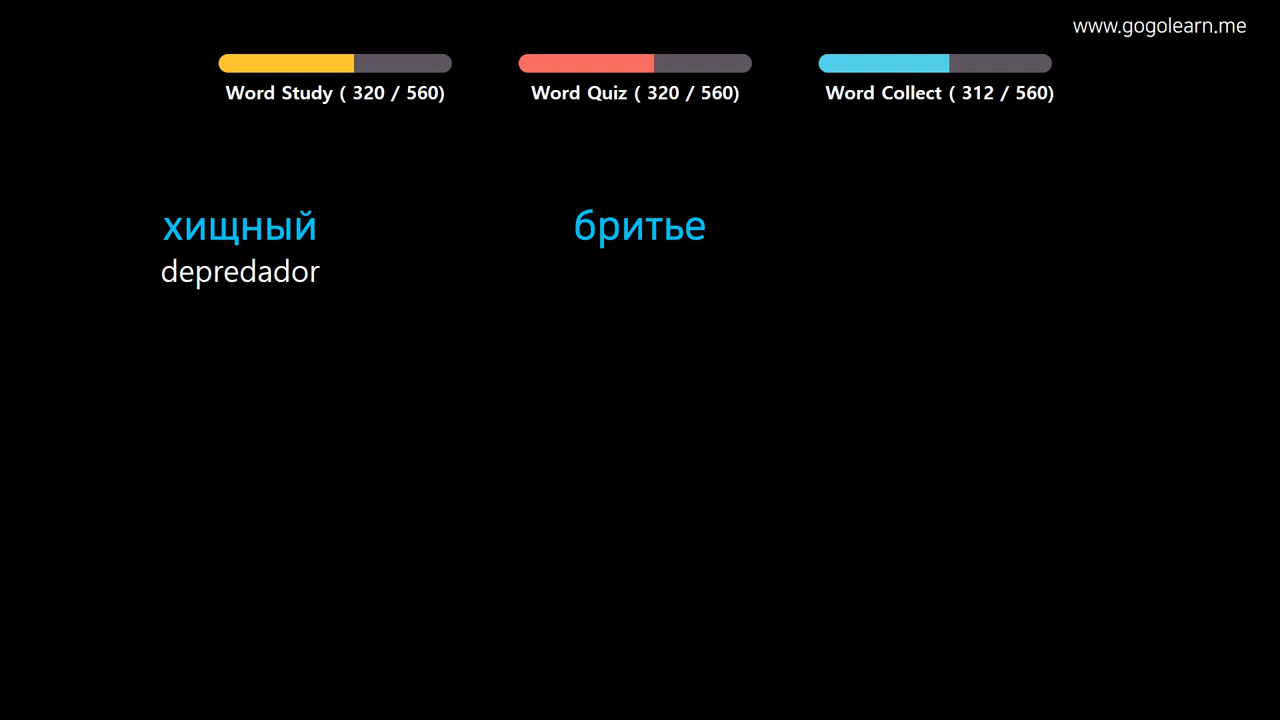 www.gogolearn.me
Word Study ( 320 / 560)
Word Quiz ( 320 / 560)
Word Collect ( 312 / 560)
хищный
бритье
depredador